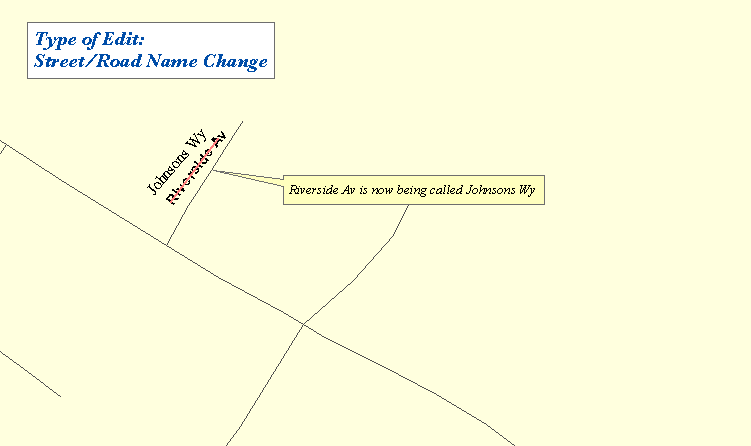 Type of Edit:
Street/Road Name Change
Johnsons Wy
Riverside Av
Riverside Av is now being called Johnsons Wy